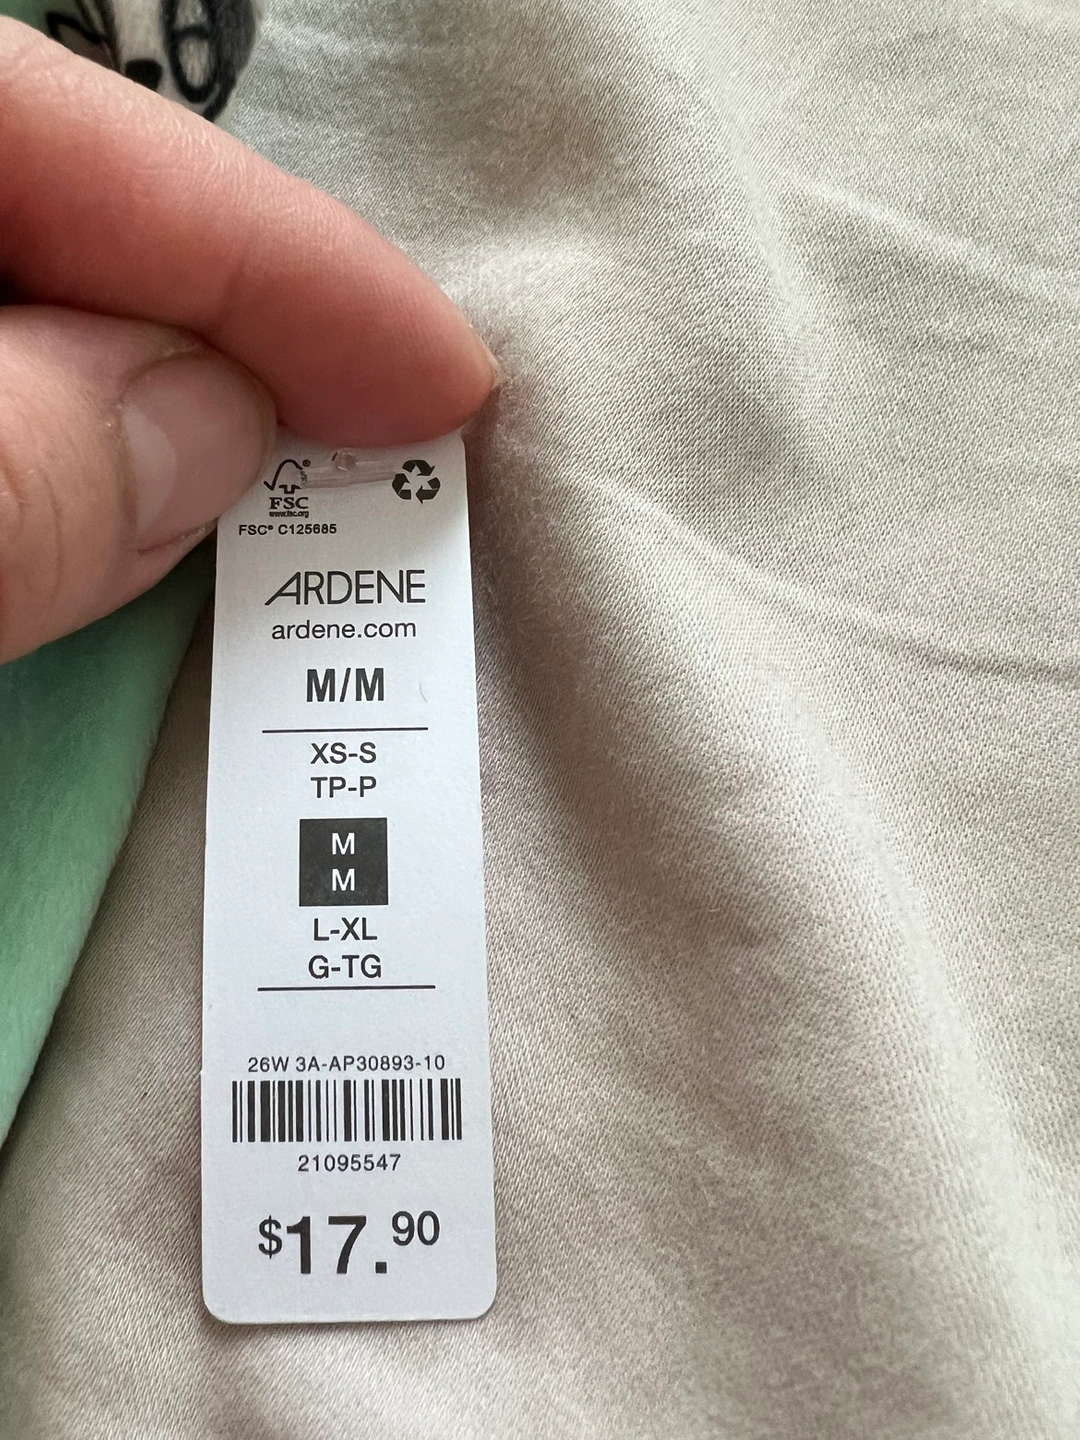 FSC
www.fsc.org
FSC® C125685
ARDENE
ardene.com
M/M
XS-S
TP-P
M
M
L-XL
G-TG
26W 3A-AP30893-10
21095547
$17.90